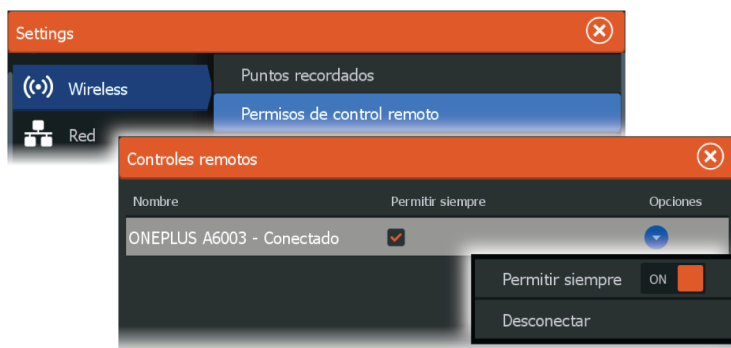 Settings
Wireless
Puntos recordados
Permisos de control remoto
Red
Controles remotos
Nombre Permitir siempre Opciones
ONEPLUS A6003 - Conectado
Permitir siempre ON
Desconectar